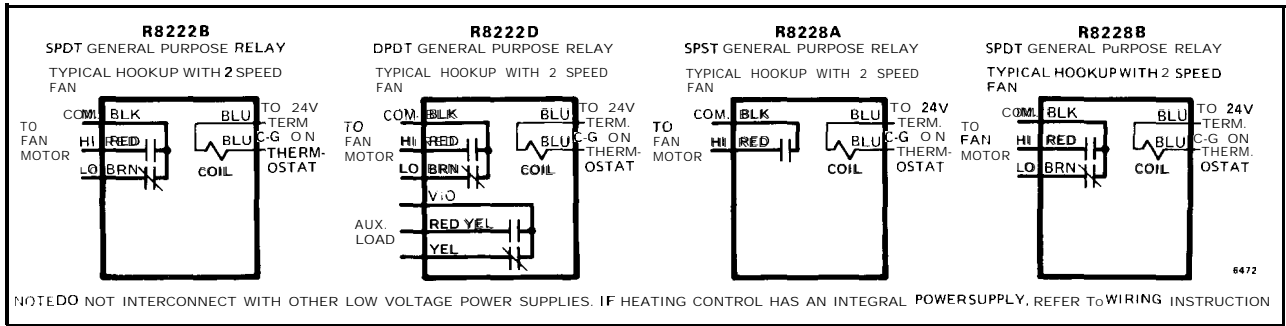 R8222B
SPDT GENERAL PURPOSE RELAY
TYPICAL HOOKUP WITH 2 SPEED
FAN
COM. BLK
HI RED
LO BRN
TO
FAN
MOTOR
BLU
BLU
COIL
TO 24V
TERM
C-G ON
THERM-
OSTAT
R8222D
DPDT GENERAL PURPOSE RELAY
TYPICAL HOOKUP WITH 2 SPEED
FAN
COM. BLK
HI RED
LO BRN
TO
FAN
MOTOR
BLU
BLU
COIL
TO 24V
TERM.
C-G ON
THERM-
OSTAT
VIO
RED YEL
YEL
AUX.
LOAD
R8228A
SPST GENERAL PURPOSE RELAY
TYPICAL HOOKUP WITH 2 SPEED
FAN
COM. BLK
HI RED
TO
FAN
MOTOR
BLU
BLU
COIL
TO 24V
TERM.
C-G ON
THERM-
OSTAT
R8228B
SPDT GENERAL PuRPOSE RELAY
TYPICAL HOOKUP WITH 2 SPEED
FAN
COM. BLK
HI RED
LO BRN
TO
FAN
MOTOR
BLU
BLU
COIL
TO 24V
TERM.
C-G ON
THERM.
OSTAT
6472
NOTE DO NOT INTERCONNECT WITH OTHER LOW VOLTAGE POWER SUPPLIES. IF HEATING CONTROL HAS AN INTEGRAL POWER SUPPLY, REFER To WIRING INSTRUCTION